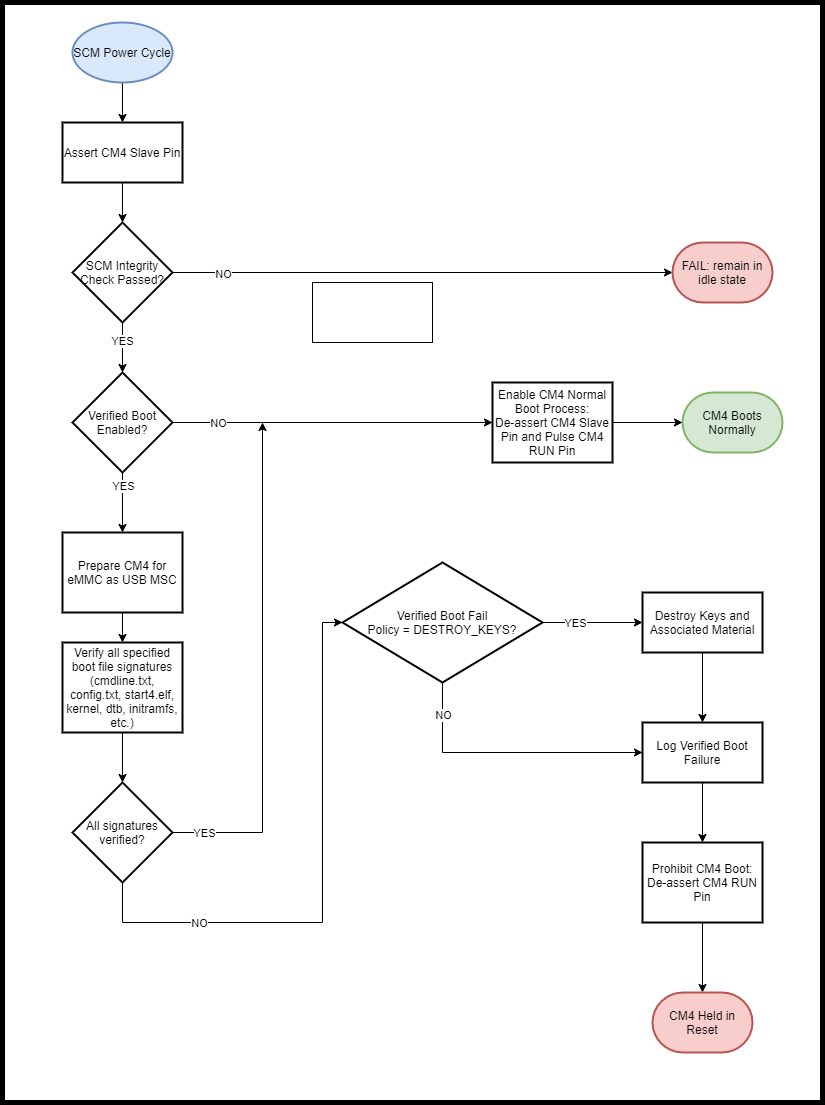 SCM Power Cycle
Assert CM4 Slave Pin
SCM Integrity
Check Passed?
NO
FAIL: remain in
idle state
YES
Verified Boot
Enabled?
NO
Enable CM4 Normal
Boot Process:
De-assert CM4 Slave
Pin and Pulse CM4
RUN Pin
CM4 Boots
Normally
YES
Prepare CM4 for
eMMC as USB MSC
Verify all specified
boot file signatures
(cmdline.txt,
config.txt, start4.elf,
kernel, dtb, initramfs,
etc.)
All signatures
verified?
YES
NO
Verified Boot Fail
Policy = DESTROY_KEYS?
YES
Destroy Keys and
Associated Material
NO
Log Verified Boot
Failure
Prohibit CM4 Boot:
De-assert CM4 RUN
Pin
CM4 Held in
Reset